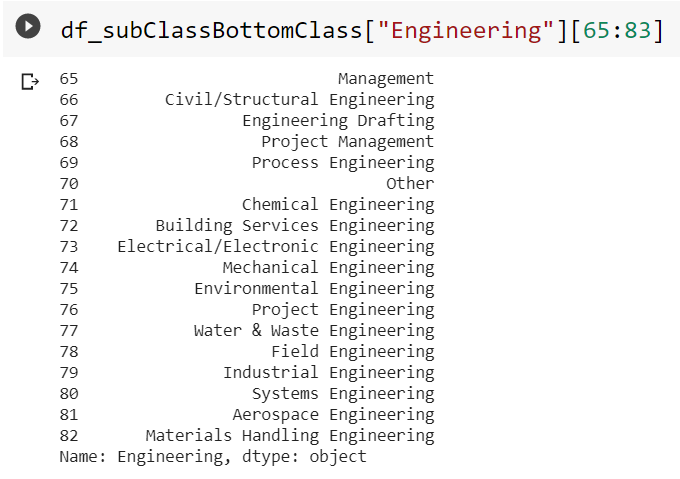 df_subClassBottomClass["Engineering"][65:83]
65 Management
66 Civil/Structural Engineering
67 Engineering Drafting
68 Project Management
69 Process Engineering
70 Other
71 Chemical Engineering
72 Building Services Engineering
73 Electrical/Electronic Engineering
74 Mechanical Engineering
75 Environmental Engineering
76 Project Engineering
77 Water & Waste Engineering
78 Field Engineering
79 Industrial Engineering
80 Systems Engineering
81 Aerospace Engineering
82 Materials Handling Engineering
Name: Engineering, dtype: object